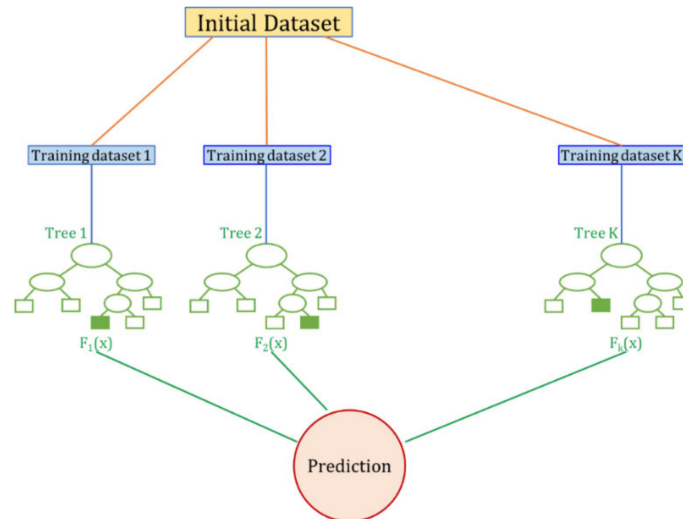 Initial Dataset
Training dataset 1
Training dataset 2
Training dataset K
Tree 1
Tree 2
Tree K
F₁(x)
F₂(x)
Fₖ(x)
Prediction